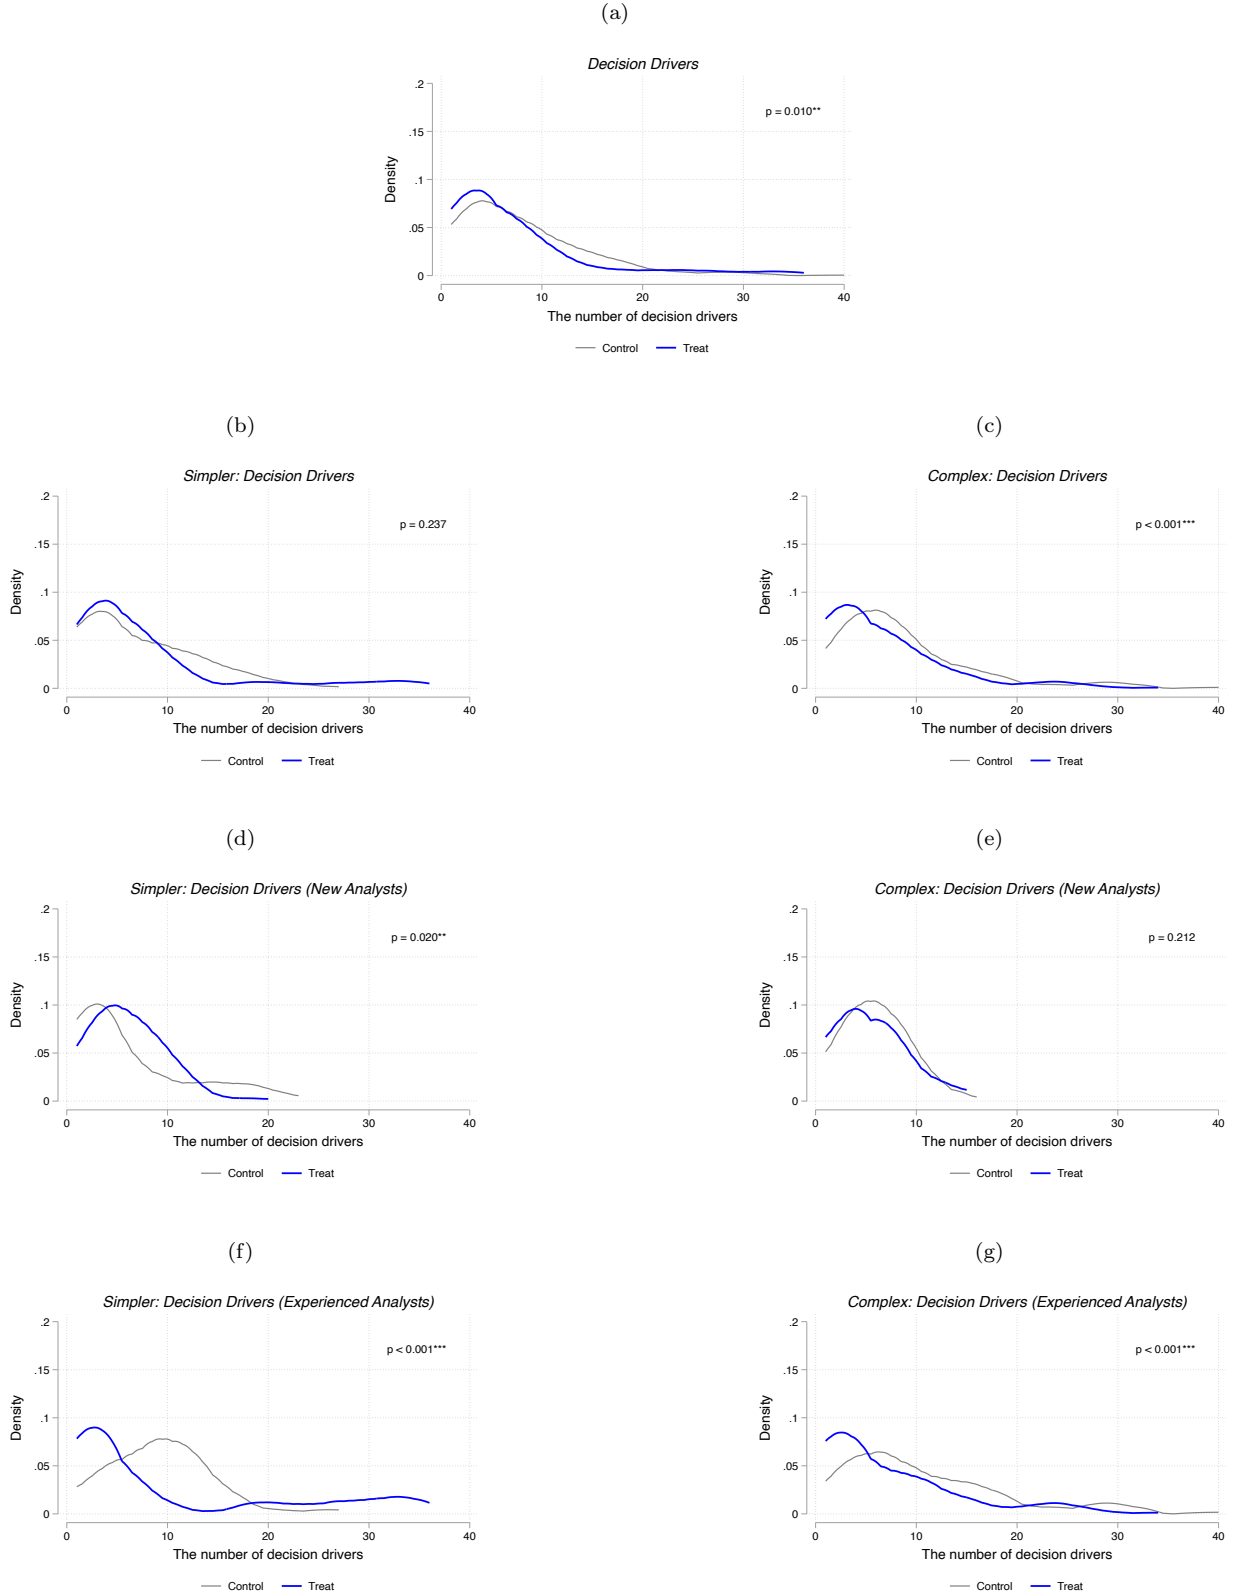 (a)
Decision Drivers
p = 0.010**
.2
.15
.1
.05
0
Density
0 10 20 30 40
The number of decision drivers
Control Treat
(b)
Simpler: Decision Drivers
p = 0.237
.2
.15
.1
.05
0
Density
0 10 20 30 40
The number of decision drivers
Control Treat
(c)
Complex: Decision Drivers
p < 0.001***
.2
.15
.1
.05
0
Density
0 10 20 30 40
The number of decision drivers
Control Treat
(d)
Simpler: Decision Drivers (New Analysts)
p = 0.020**
.2
.15
.1
.05
0
Density
0 10 20 30 40
The number of decision drivers
Control Treat
(e)
Complex: Decision Drivers (New Analysts)
p = 0.212
.2
.15
.1
.05
0
Density
0 10 20 30 40
The number of decision drivers
Control Treat
(f)
Simpler: Decision Drivers (Experienced Analysts)
p < 0.001***
.2
.15
.1
.05
0
Density
0 10 20 30 40
The number of decision drivers
Control Treat
(g)
Complex: Decision Drivers (Experienced Analysts)
p < 0.001***
.2
.15
.1
.05
0
Density
0 10 20 30 40
The number of decision drivers
Control Treat